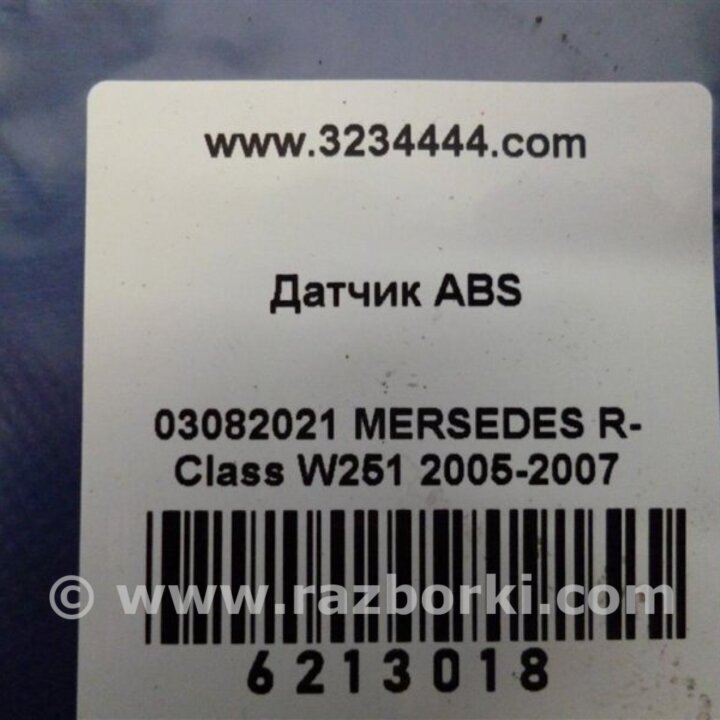 www.3234444.com
Датчик ABS
03082021 MERSEDES R-
Class W251 2005-2007
© www.razborki.com
6213018